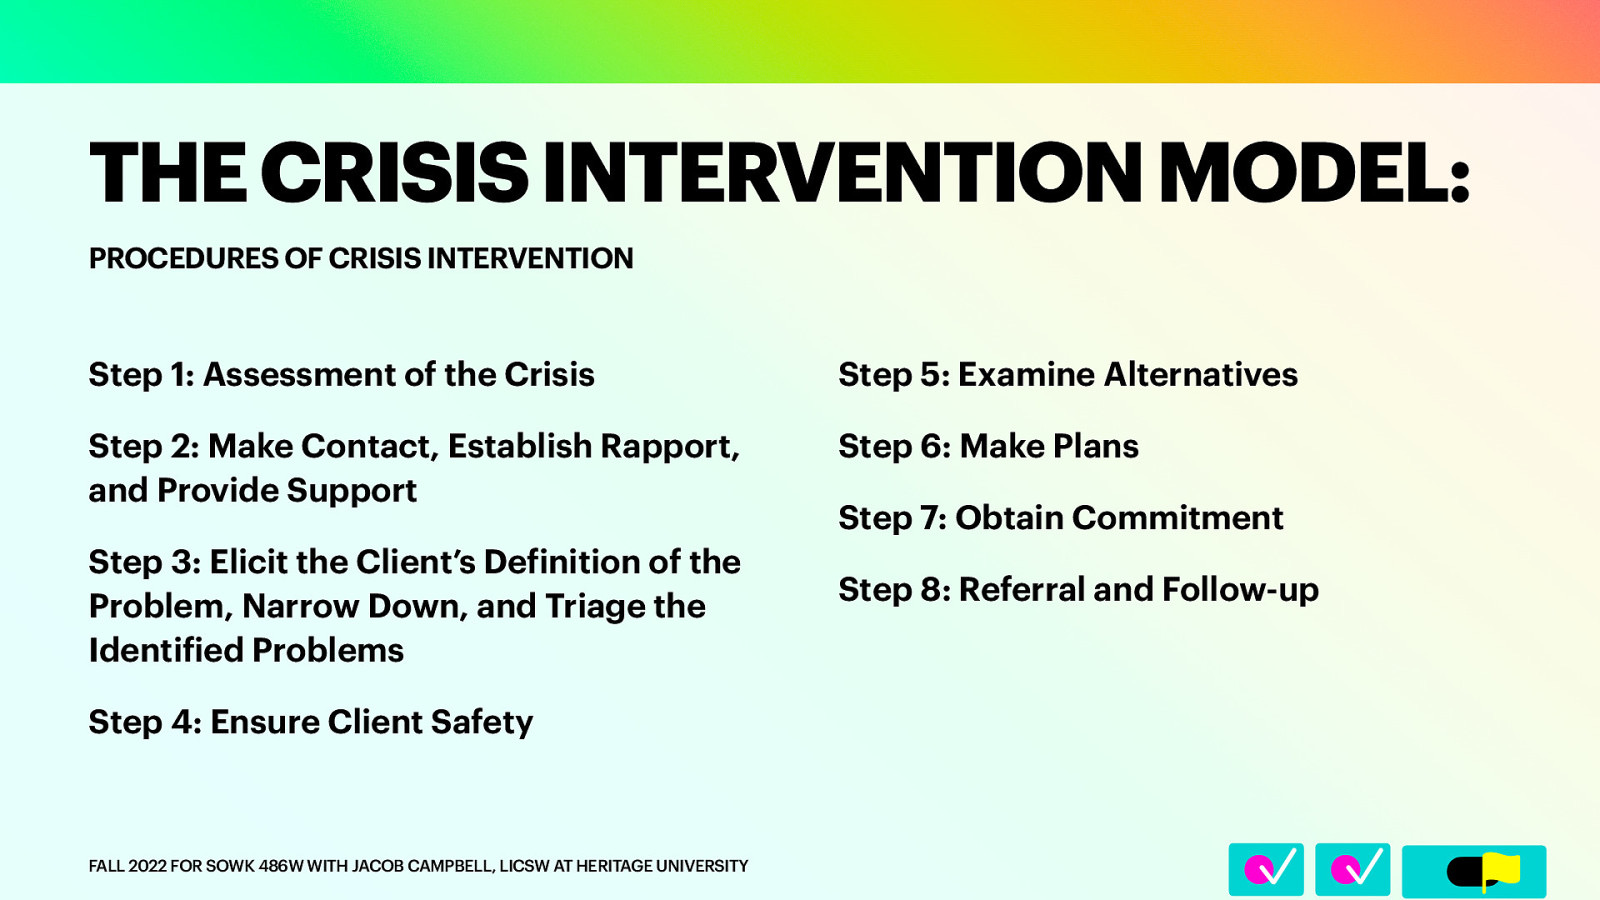 THE CRISIS INTERVENTION MODEL:
PROCEDURES OF CRISIS INTERVENTION
Step 1: Assessment of the Crisis
Step 2: Make Contact, Establish Rapport,
and Provide Support
Step 3: Elicit the Client’s Definition of the
Problem, Narrow Down, and Triage the
Identified Problems
Step 4: Ensure Client Safety
Step 5: Examine Alternatives
Step 6: Make Plans
Step 7: Obtain Commitment
Step 8: Referral and Follow-up
FALL 2022 FOR SOWK 486W WITH JACOB CAMPBELL, LICSW AT HERITAGE UNIVERSITY